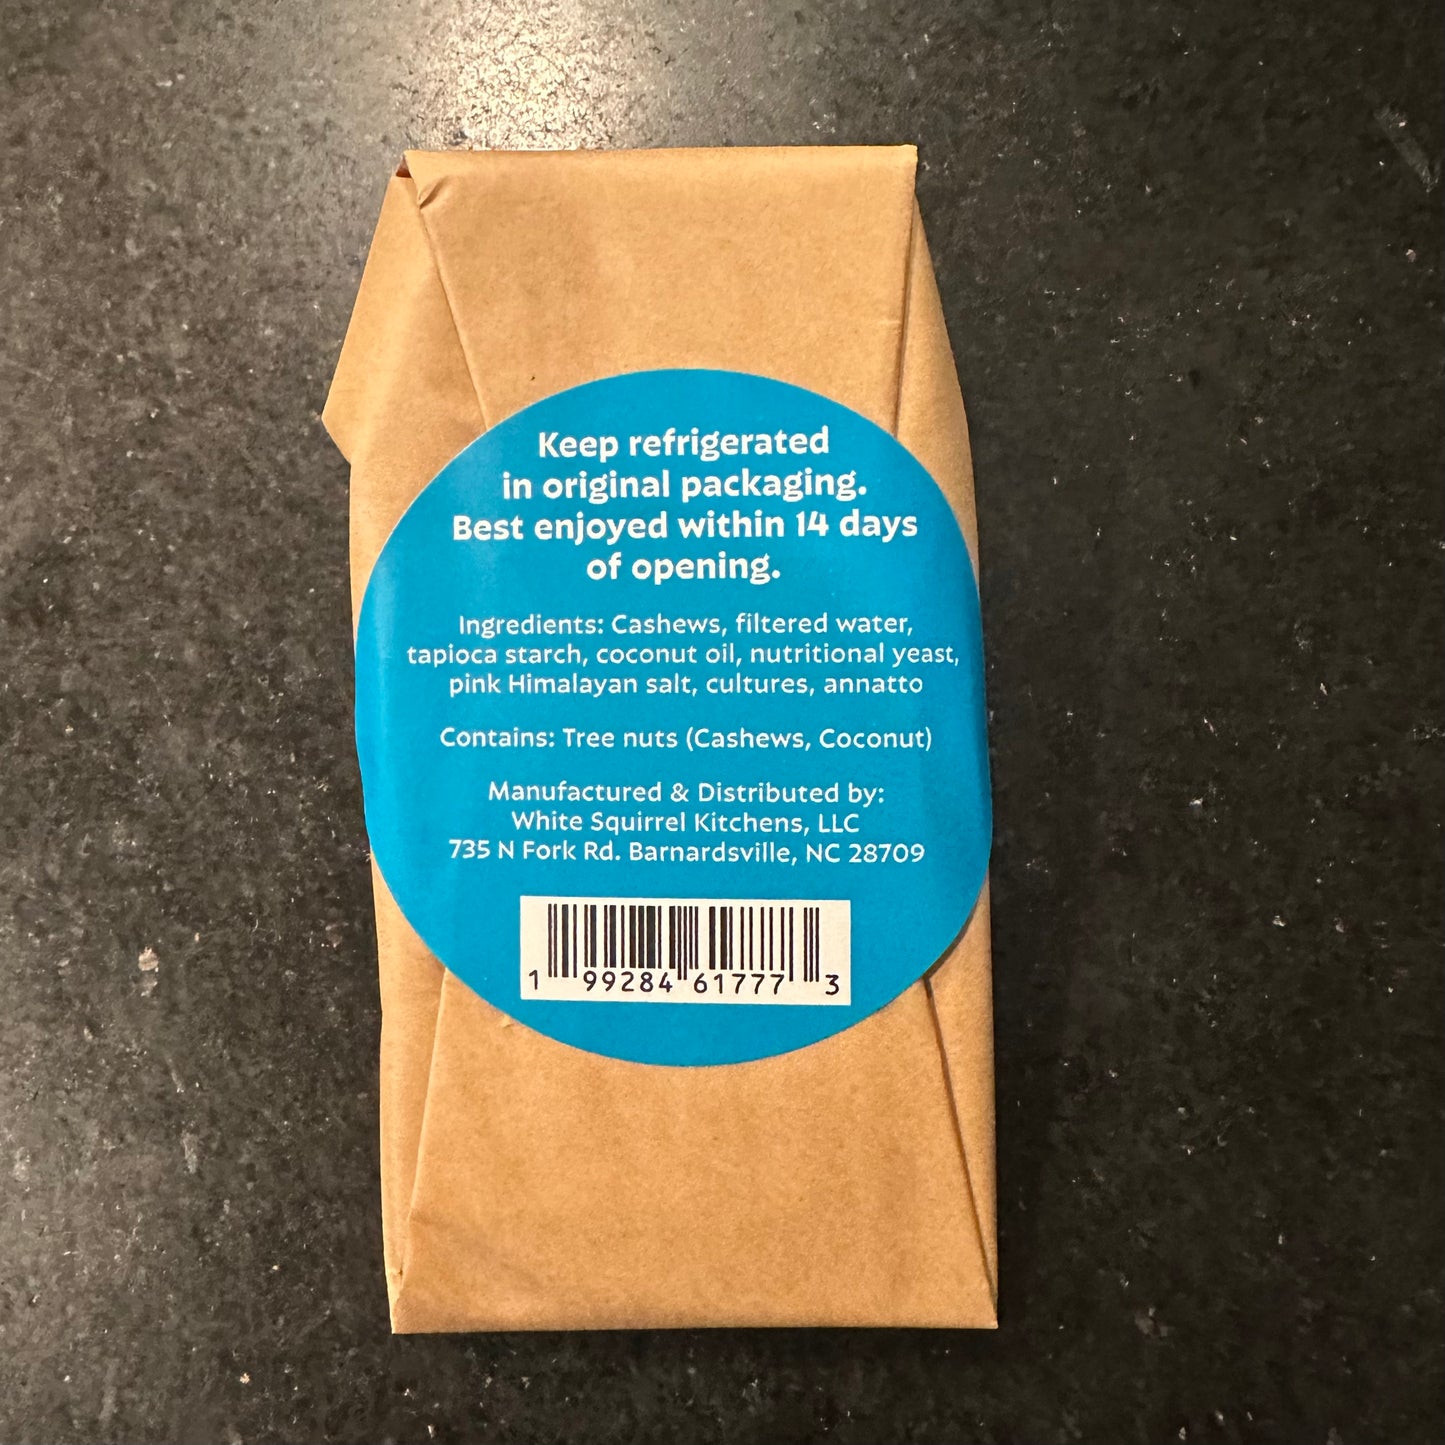 Keep refrigerated
in original packaging.
Best enjoyed within 14 days
of opening.
Ingredients: Cashews, filtered water,
tapioca starch, coconut oil, nutritional yeast,
pink Himalayan salt, cultures, annatto
Contains: Tree nuts (Cashews, Coconut)
Manufactured & Distributed by:
White Squirrel Kitchens, LLC
735 N Fork Rd. Barnardsville, NC 28709
1 99284 61777 3